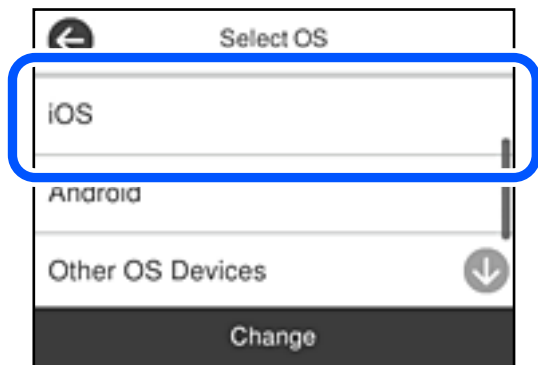 Select OS
iOS
Android
Other OS Devices
Change